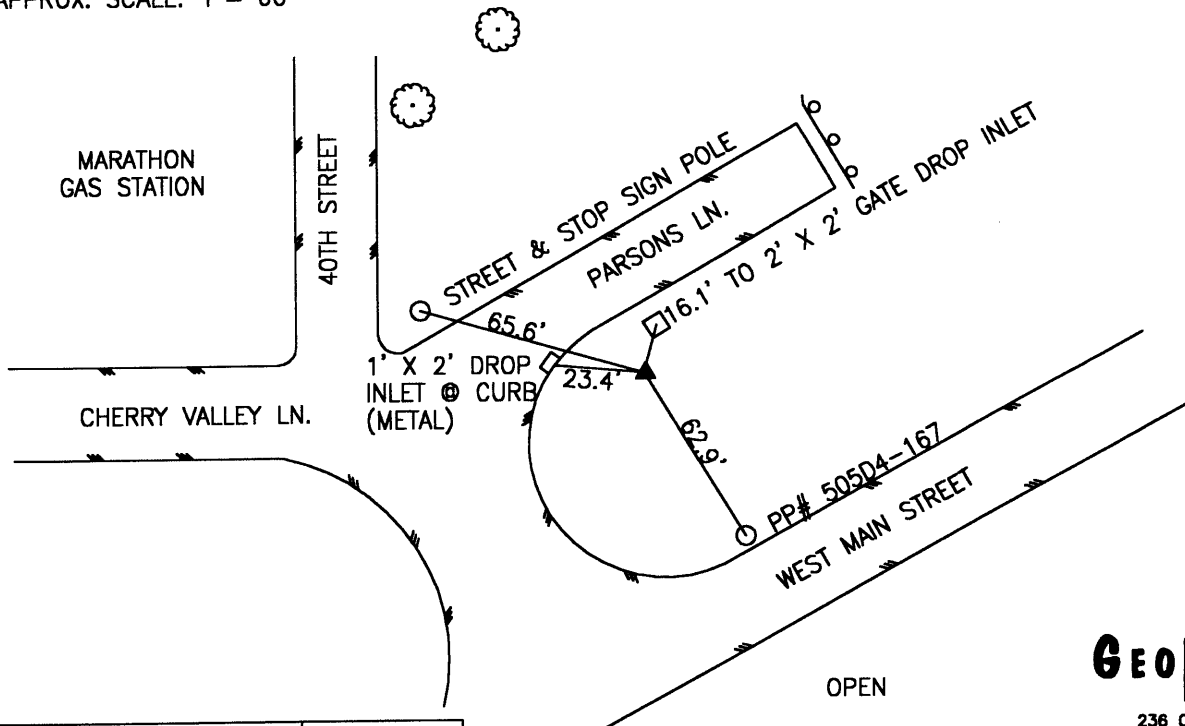 APPROX. SCALE: 1"= 60'
MARATHON
GAS STATION
40TH STREET
STREET & STOP SIGN POLE
PARSONS LN.
16.1' TO 2' X 2' GATE DROP INLET
65.6'
1' X 2' DROP
INLET @ CURB
(METAL)
23.4'
CHERRY VALLEY LN.
62.9'
PP# 505D4-167
WEST MAIN STREET
OPEN
GEO
236